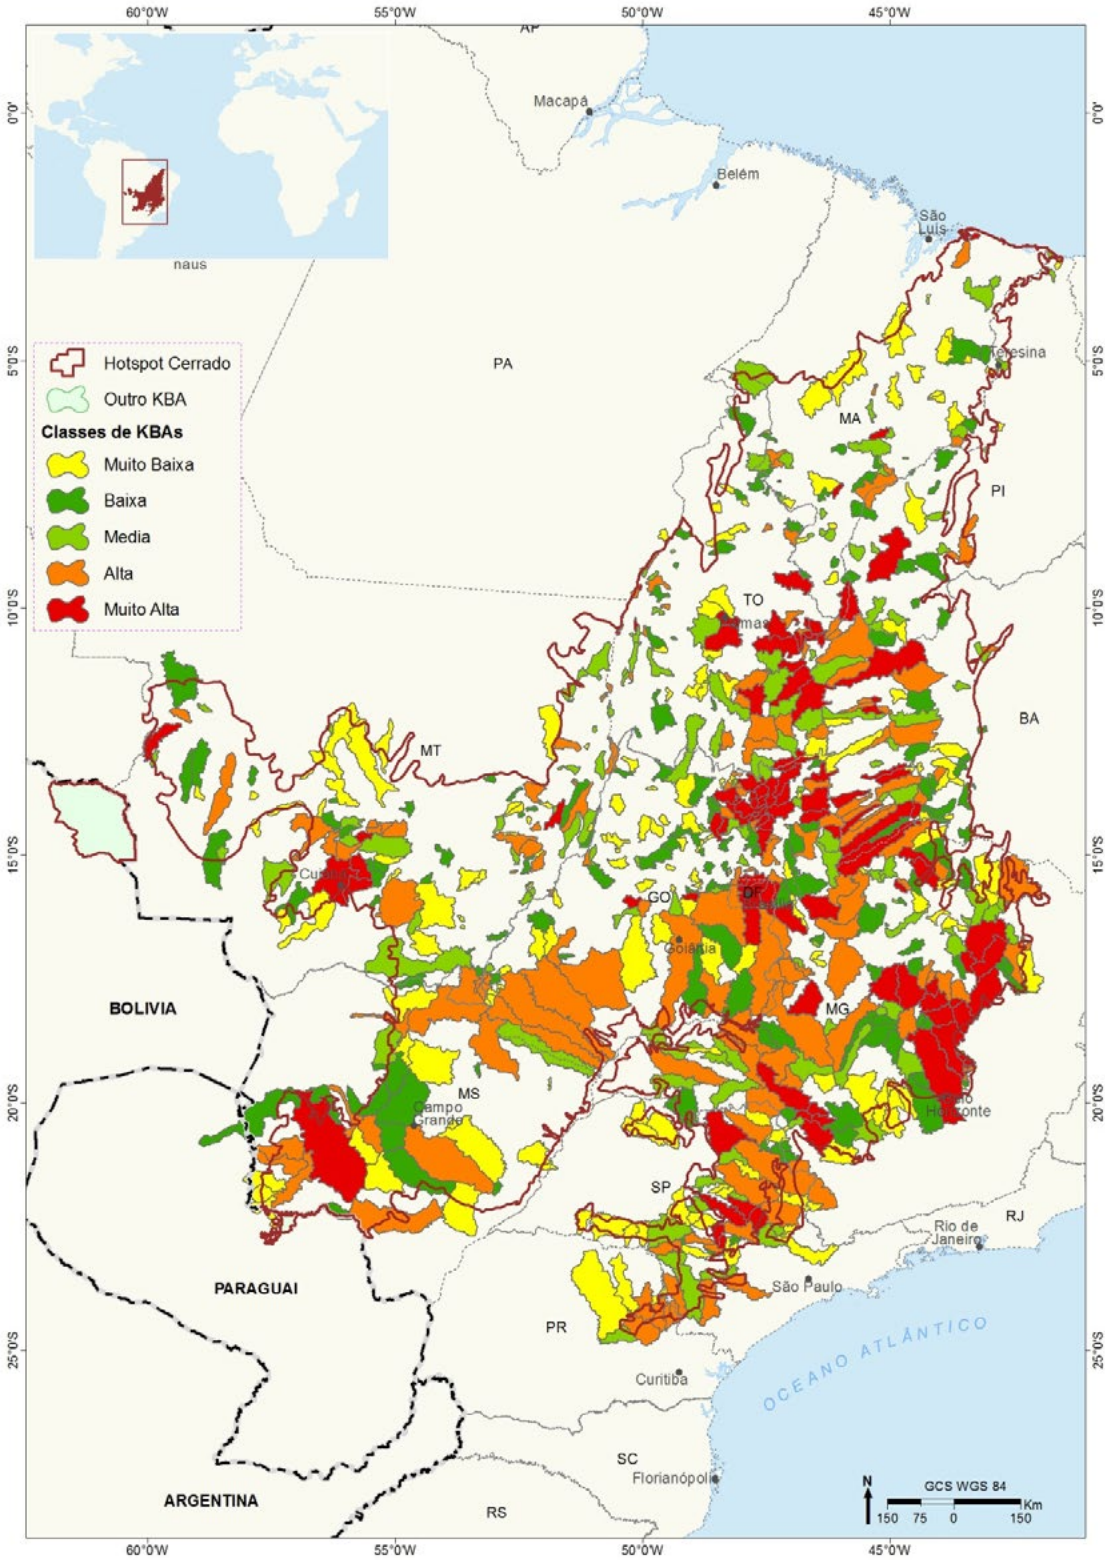 60°0'W 55°0'W 50°0'W 45°0'W
AP
Macapá
0°0' 0°0'
Belém
São
Luís
naus
Hotspot Cerrado
Outro KBA
Classes de KBAs
Muito Baixa
Baixa
Media
Alta
Muito Alta
5°0'S 5°0'S
PA
Teresina
MA
PI
10°0'S 10°0'S
TO
BA
MT
15°0'S 15°0'S
DF
GO
Goiânia
BOLIVIA
MG
MS
Campo
Grande
20°0'S 20°0'S
Horizonte
SP
RJ
Rio de
Janeiro
PARAGUAI
São Paulo
PR
25°0'S 25°0'S
OCEANO ATLÂNTICO
Curitiba
SC
Florianópolis
ARGENTINA
RS
N
GCS WGS 84
Km
150 75 0 150
60°0'W 55°0'W 50°0'W 45°0'W